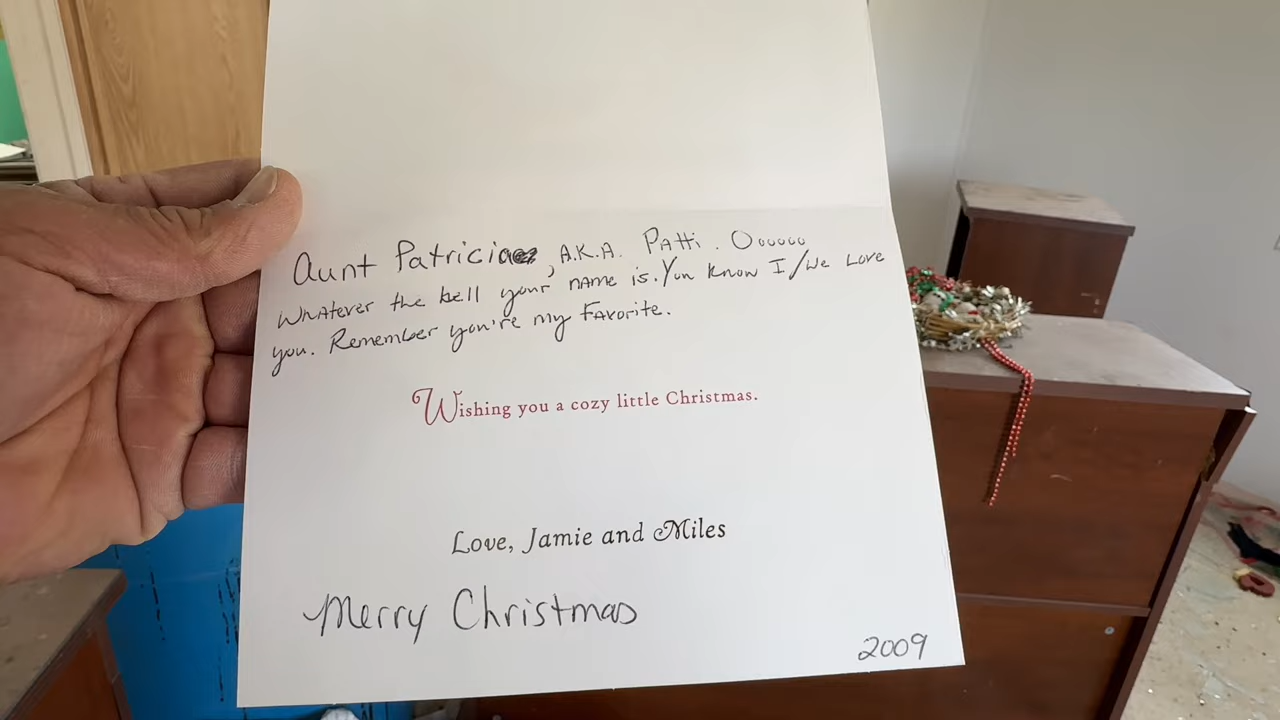 Aunt Patricia, A.K.A. Patti. Oooooo
Whatever the hell your name is. You know I/We Love
you. Remember you're my Favorite.
Wishing you a cozy little Christmas.
Love, Jamie and Miles
Merry Christmas
2009